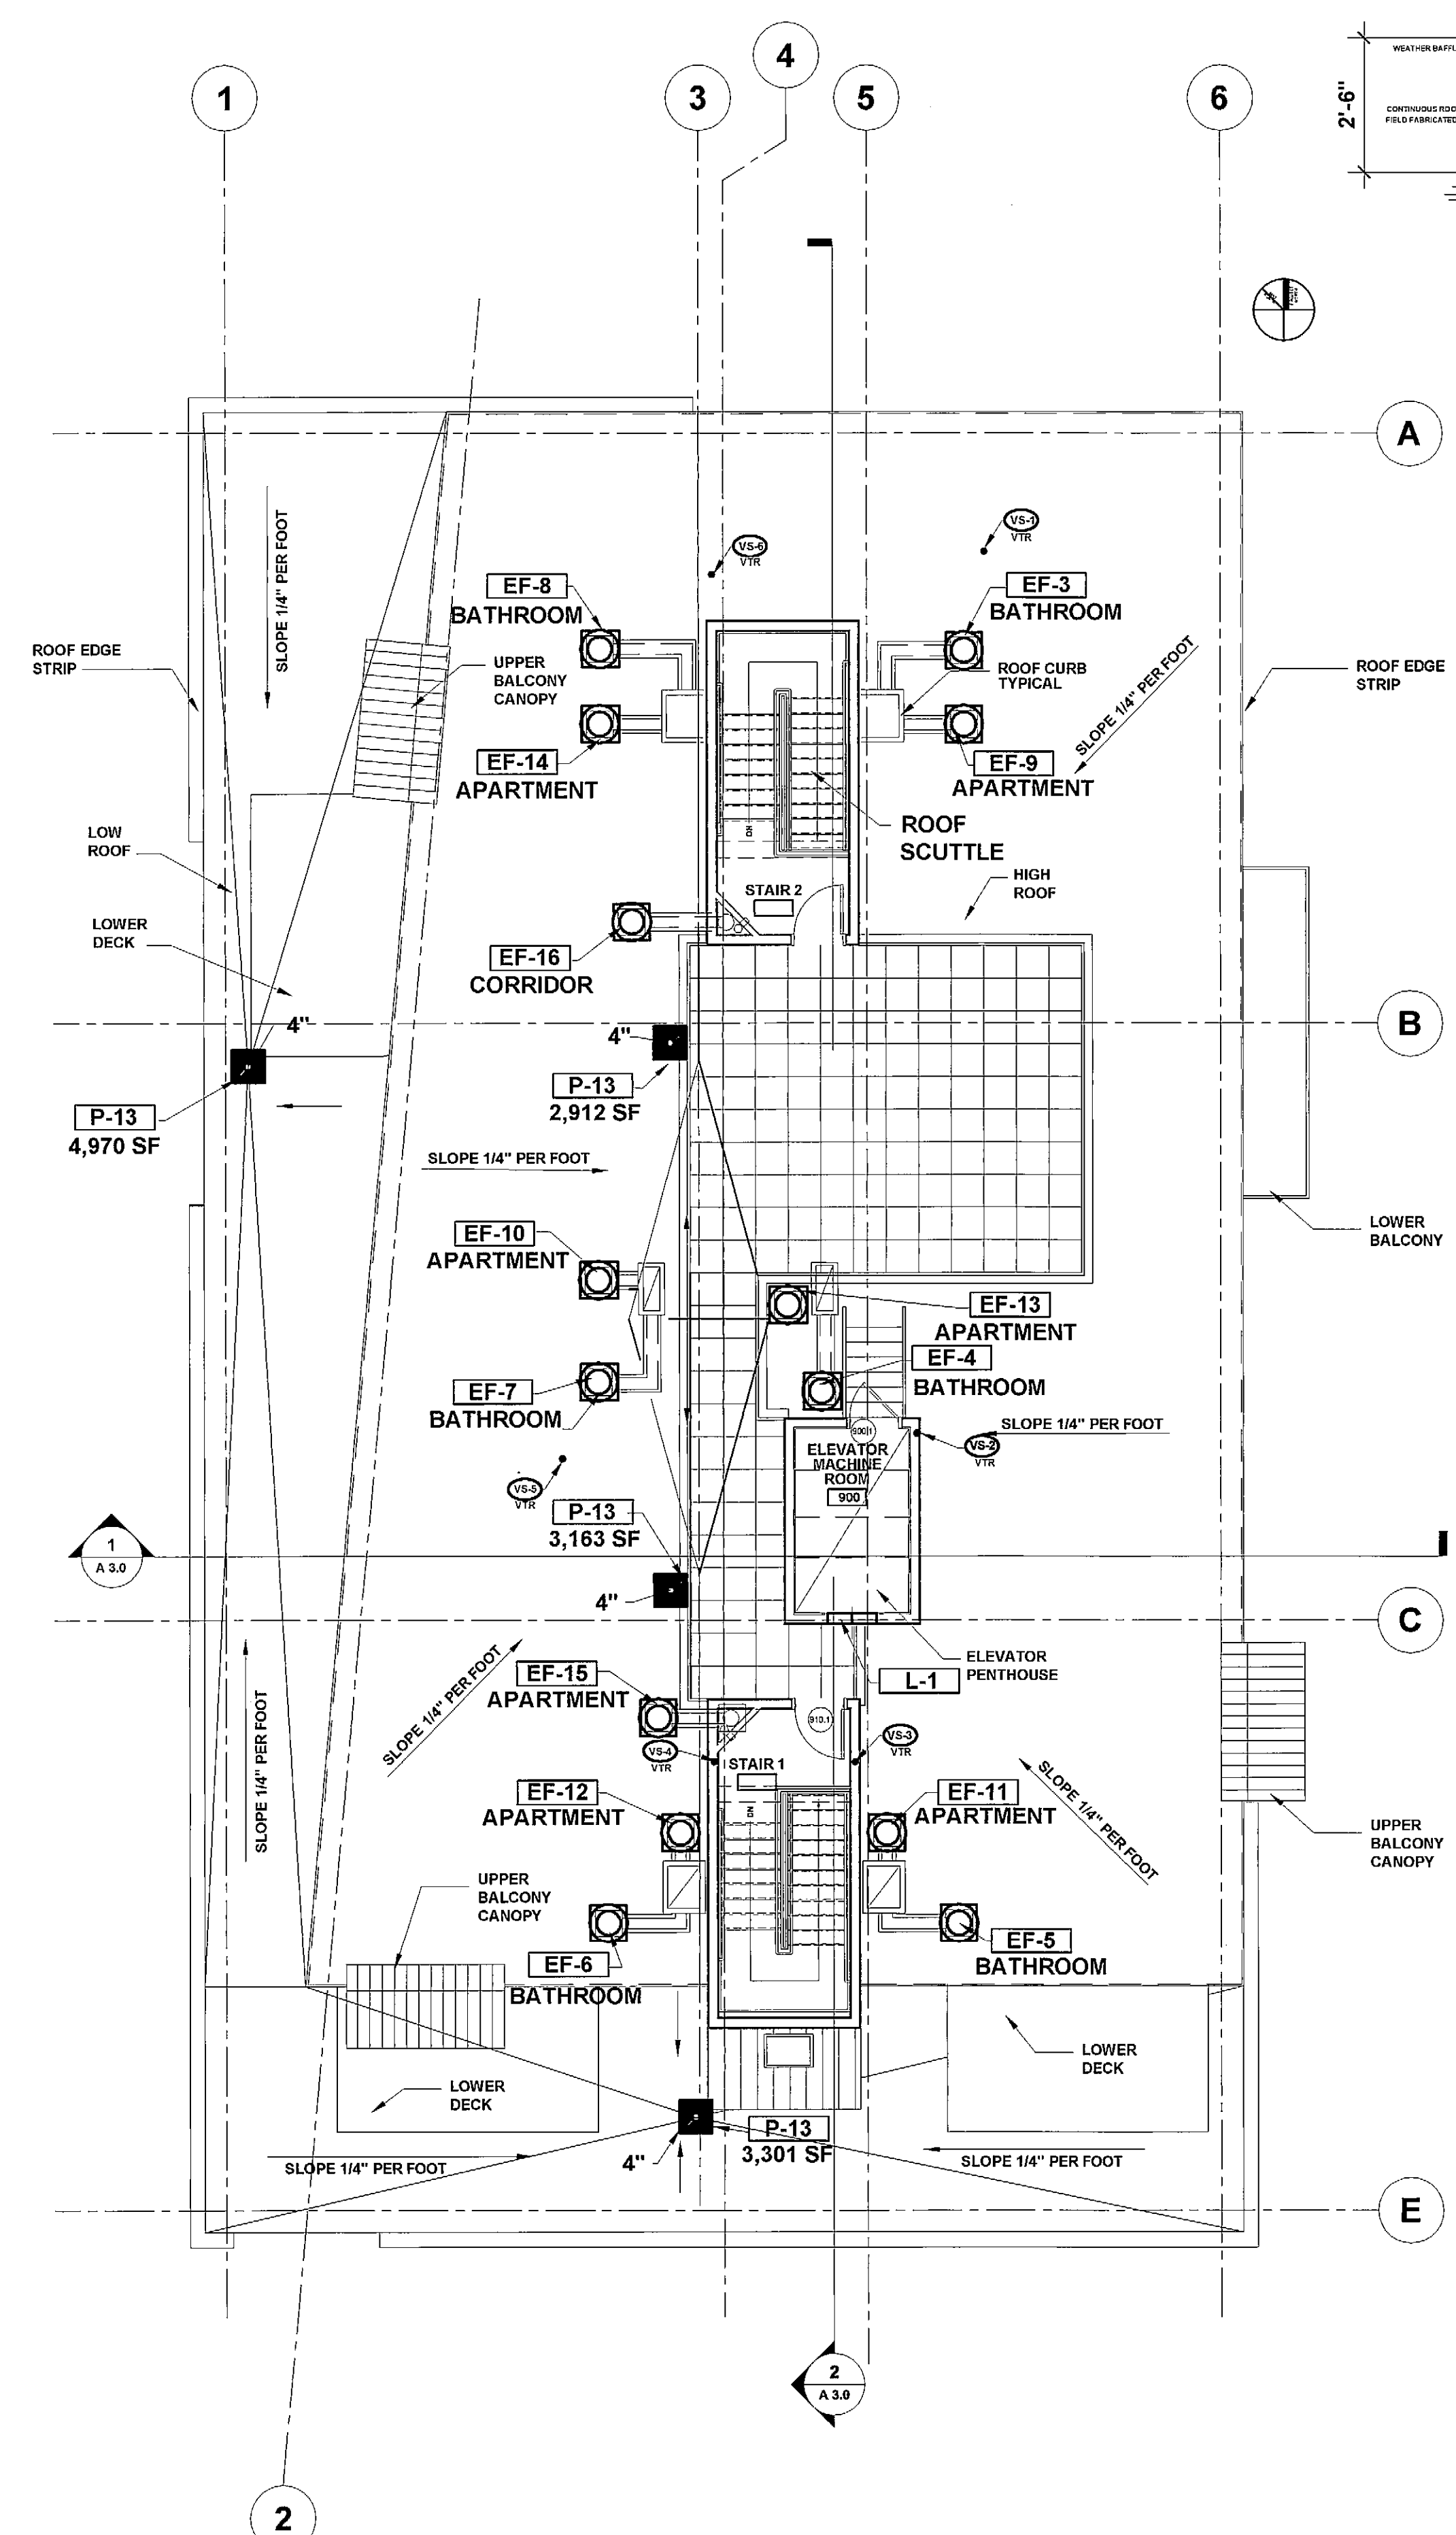 4
1
3
5
6
WEATHER BAFFL
2'-6"
CONTINUOUS ROO
FIELD FABRICATED
A
SLOPE 1/4" PER FOOT
VS-1
VTR
VS-6
VTR
EF-8
BATHROOM
EF-3
BATHROOM
ROOF EDGE
STRIP
UPPER
BALCONY
CANOPY
ROOF CURB
TYPICAL
SLOPE 1/4" PER FOOT
ROOF EDGE
STRIP
EF-14
APARTMENT
EF-9
APARTMENT
LOW
ROOF
DN
ROOF
SCUTTLE
STAIR 2
HIGH
ROOF
LOWER
DECK
EF-16
CORRIDOR
4"
4"
B
P-13
4,970 SF
P-13
2,912 SF
SLOPE 1/4" PER FOOT
EF-10
APARTMENT
LOWER
BALCONY
EF-13
APARTMENT
EF-4
BATHROOM
EF-7
BATHROOM
SLOPE 1/4" PER FOOT
900|1
ELEVATOR
MACHINE
ROOM
900
VS-2
VTR
VS-5
VTR
P-13
3,163 SF
1
A 3.0
4"
C
SLOPE 1/4" PER FOOT
SLOPE 1/4" PER FOOT
EF-15
APARTMENT
ELEVATOR
PENTHOUSE
L-1
910.1
VS-4
VTR
VS-3
VTR
STAIR 1
EF-12
APARTMENT
DN
EF-11
APARTMENT
SLOPE 1/4" PER FOOT
UPPER
BALCONY
CANOPY
UPPER
BALCONY
CANOPY
EF-6
BATHROOM
EF-5
BATHROOM
LOWER
DECK
LOWER
DECK
P-13
3,301 SF
4"
SLOPE 1/4" PER FOOT
SLOPE 1/4" PER FOOT
E
2
A 3.0
2